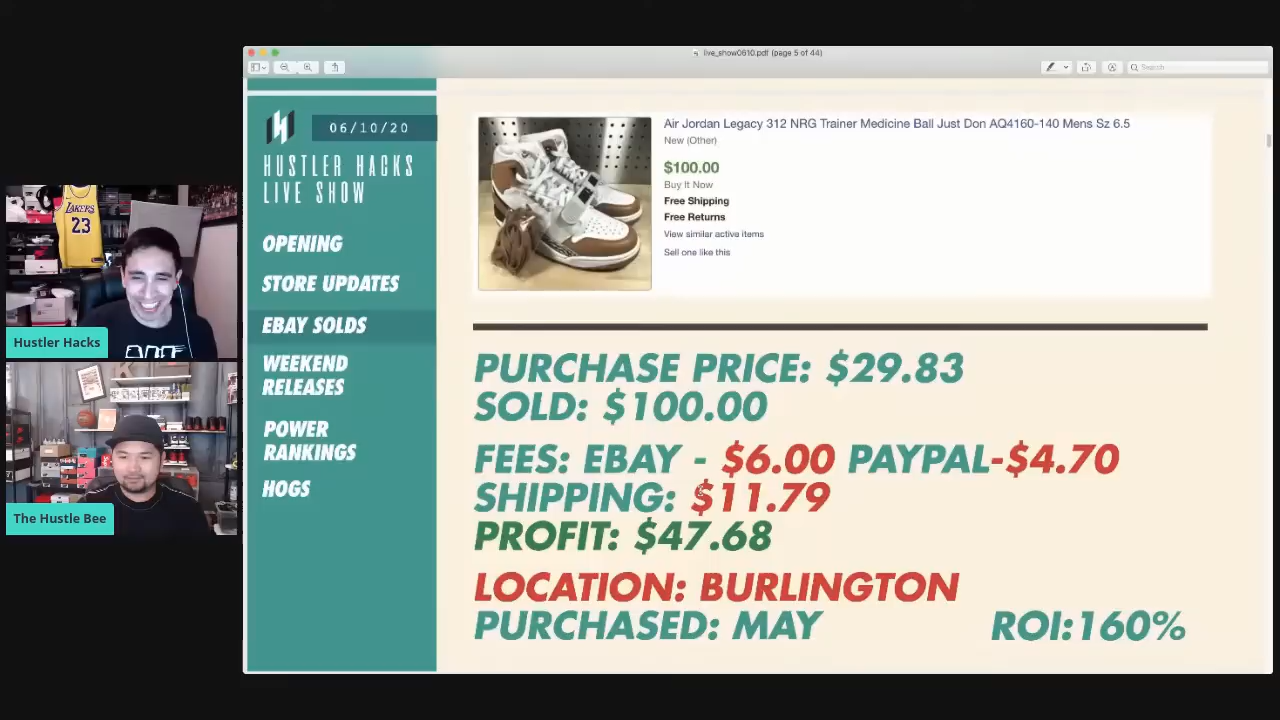 live_show0610.pdf (page 5 of 44)
Search
06/10/20
HUSTLER HACKS
LIVE SHOW
OPENING
STORE UPDATES
EBAY SOLDS
WEEKEND
RELEASES
POWER
RANKINGS
HOGS
Air Jordan Legacy 312 NRG Trainer Medicine Ball Just Don AQ4160-140 Mens Sz 6.5
New (Other)
$100.00
Buy It Now
Free Shipping
Free Returns
View similar active items
Sell one like this
PURCHASE PRICE: $29.83
SOLD: $100.00
FEES: EBAY - $6.00 PAYPAL-$4.70
SHIPPING: $11.79
PROFIT: $47.68
LOCATION: BURLINGTON
PURCHASED: MAY
ROI:160%
LAKERS
23
Hustler Hacks
The Hustle Bee